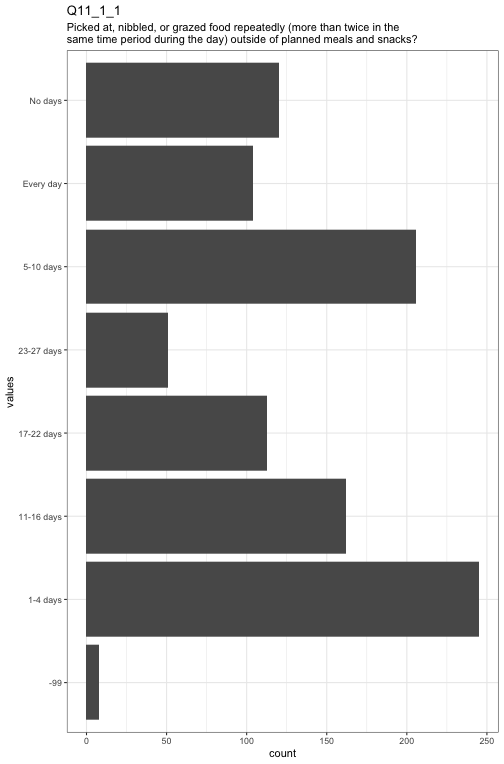 Q11_1_1
Picked at, nibbled, or grazed food repeatedly (more than twice in the
same time period during the day) outside of planned meals and snacks?
No days
Every day
5-10 days
23-27 days
17-22 days
11-16 days
1-4 days
-99
values
0 50 100 150 200 250
count